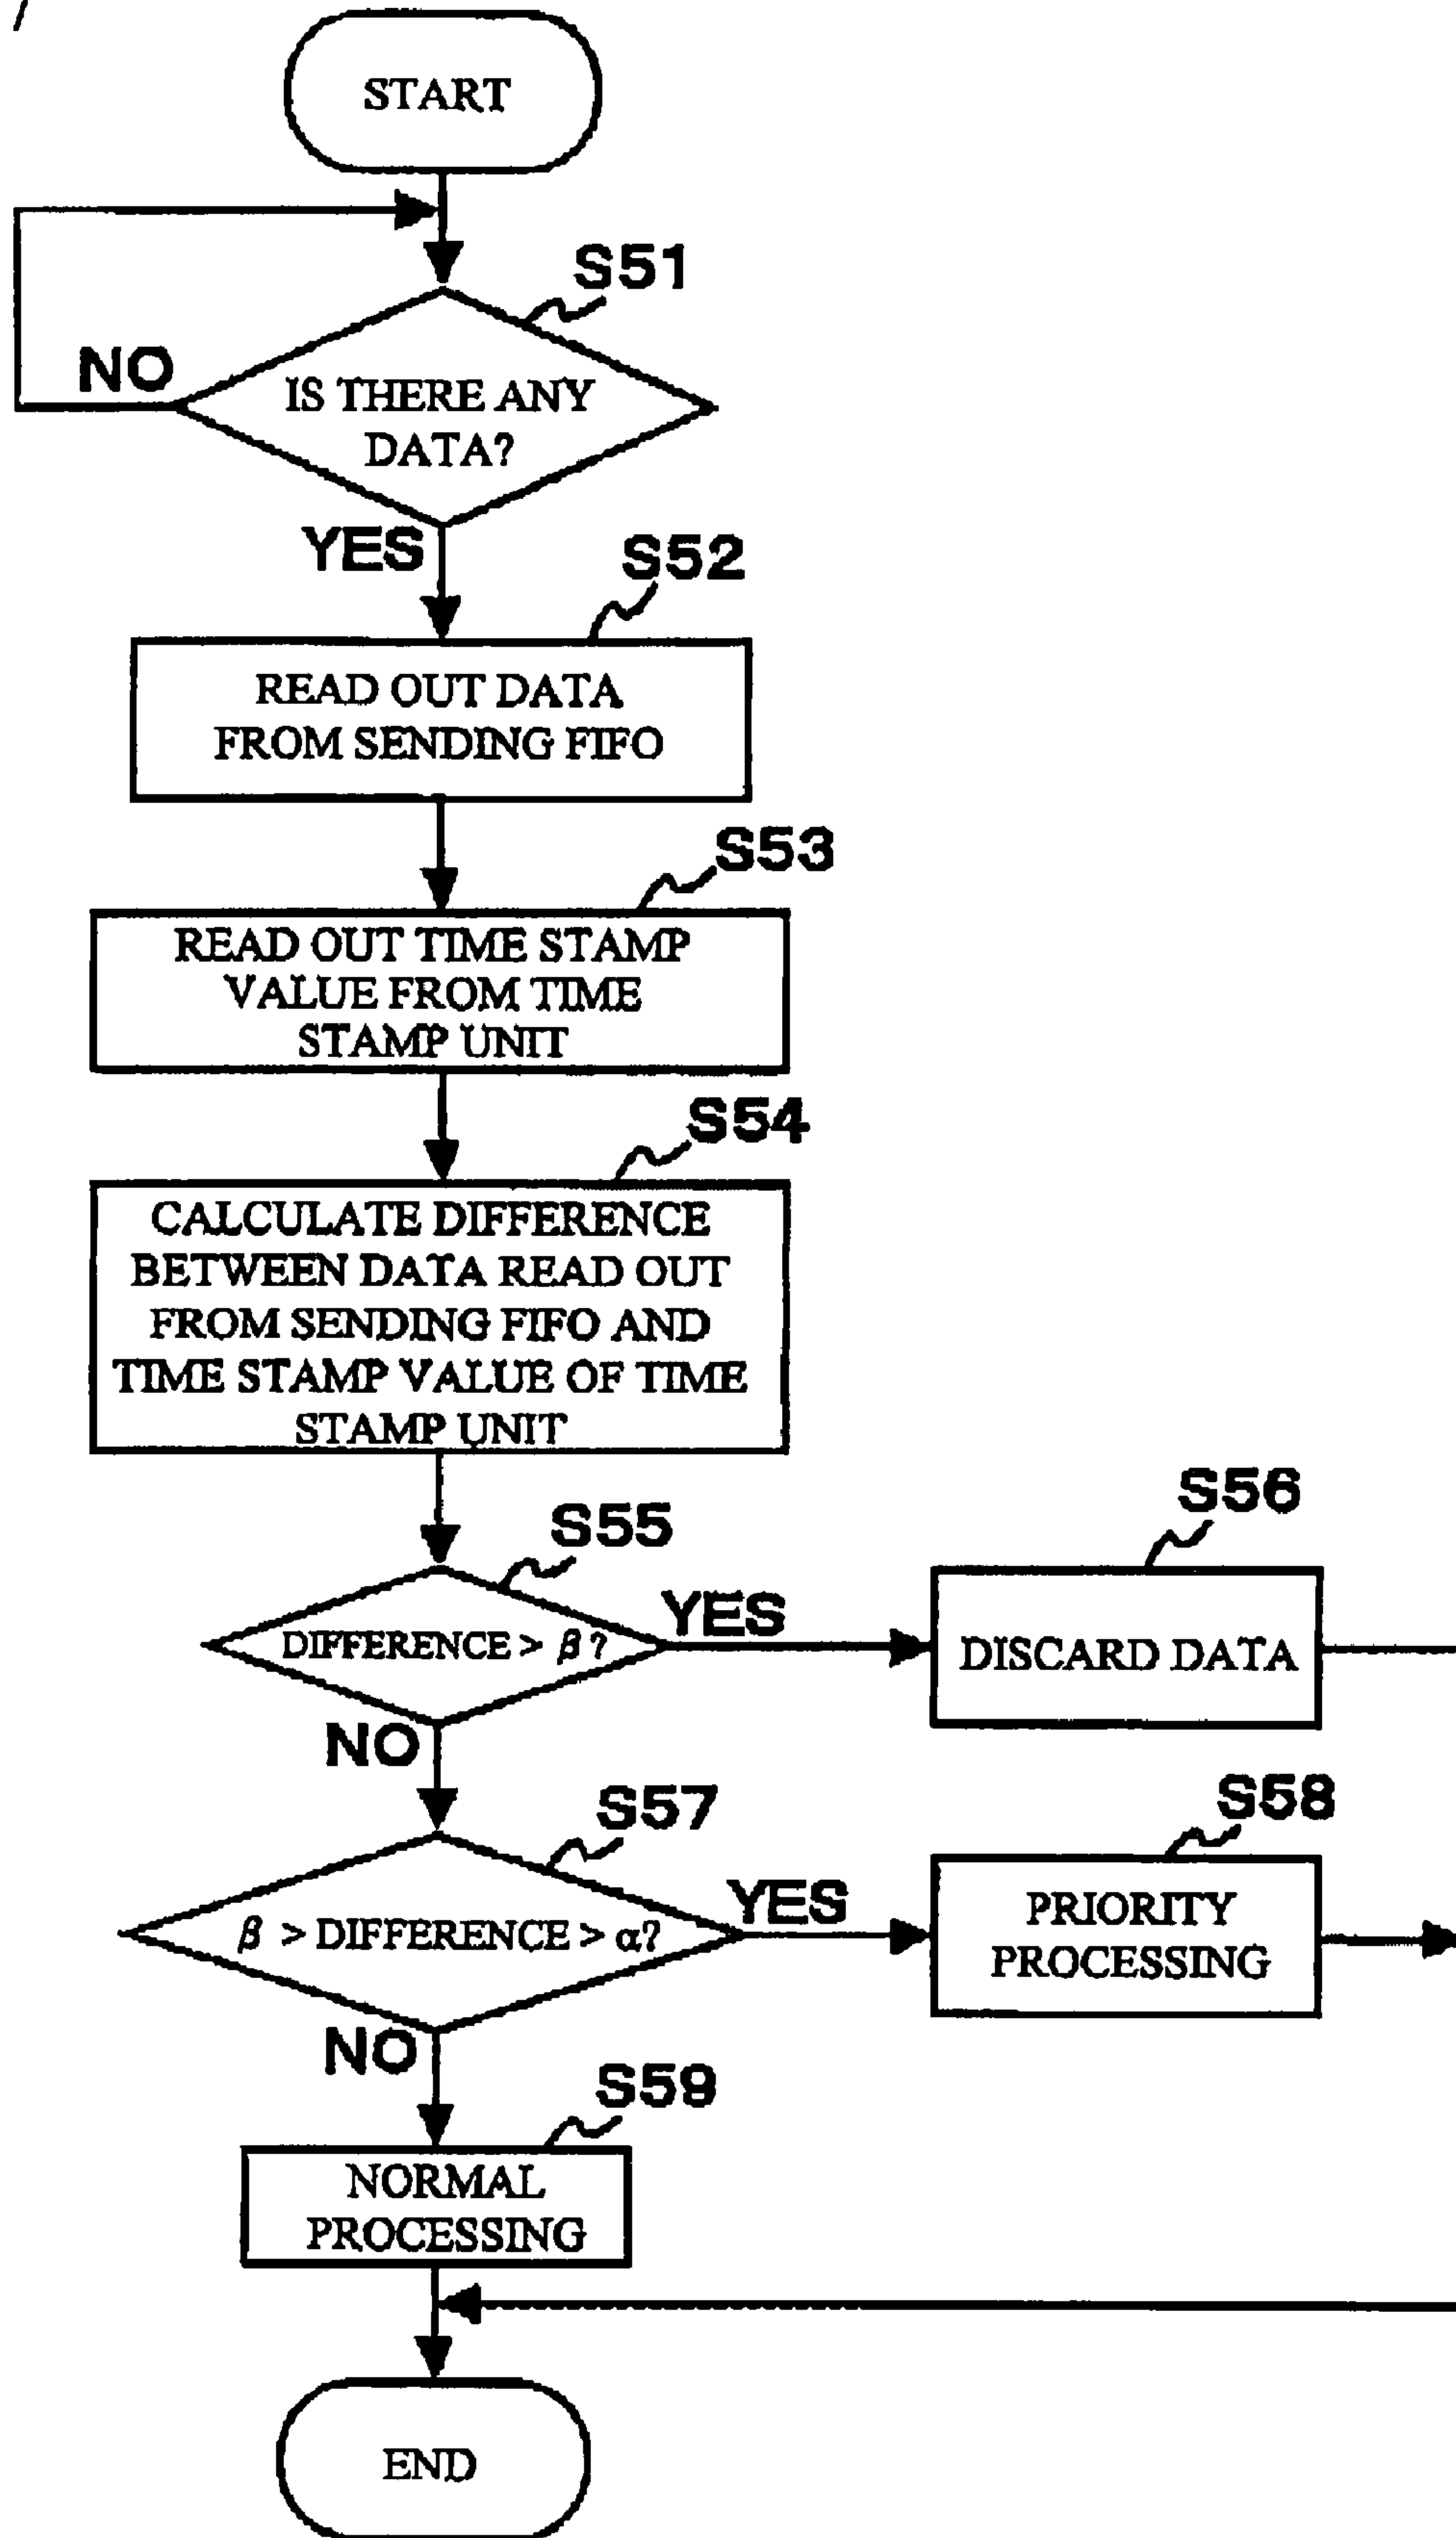 START
S51
NO
IS THERE ANY
DATA?
YES
S52
READ OUT DATA
FROM SENDING FIFO
S53
READ OUT TIME STAMP
VALUE FROM TIME
STAMP UNIT
S54
CALCULATE DIFFERENCE
BETWEEN DATA READ OUT
FROM SENDING FIFO AND
TIME STAMP VALUE OF TIME
STAMP UNIT
S55
DIFFERENCE > β ?
YES
S56
DISCARD DATA
NO
S57
β > DIFFERENCE > α?
YES
S58
PRIORITY
PROCESSING
NO
S59
NORMAL
PROCESSING
END